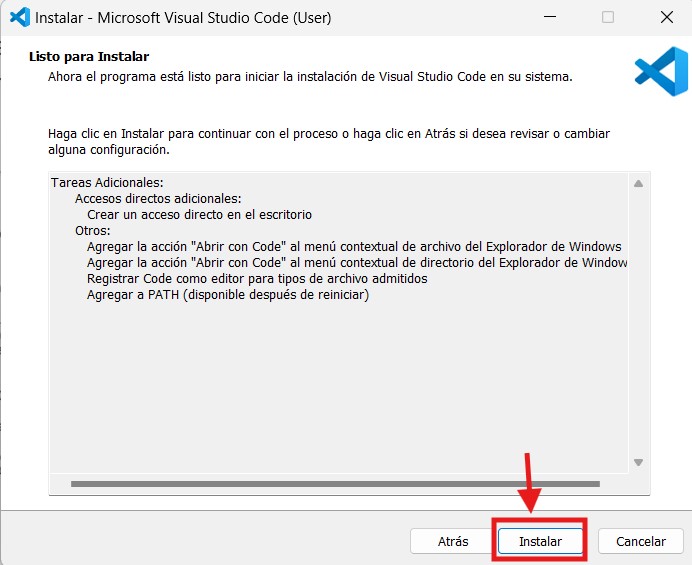 Instalar - Microsoft Visual Studio Code (User)
Listo para Instalar
Ahora el programa está listo para iniciar la instalación de Visual Studio Code en su sistema.
Haga clic en Instalar para continuar con el proceso o haga clic en Atrás si desea revisar o cambiar
alguna configuración.
Tareas Adicionales:
Accesos directos adicionales:
Crear un acceso directo en el escritorio
Otros:
Agregar la acción "Abrir con Code" al menú contextual de archivo del Explorador de Windows
Agregar la acción "Abrir con Code" al menú contextual de directorio del Explorador de Window
Registrar Code como editor para tipos de archivo admitidos
Agregar a PATH (disponible después de reiniciar)
Atrás
Instalar
Cancelar